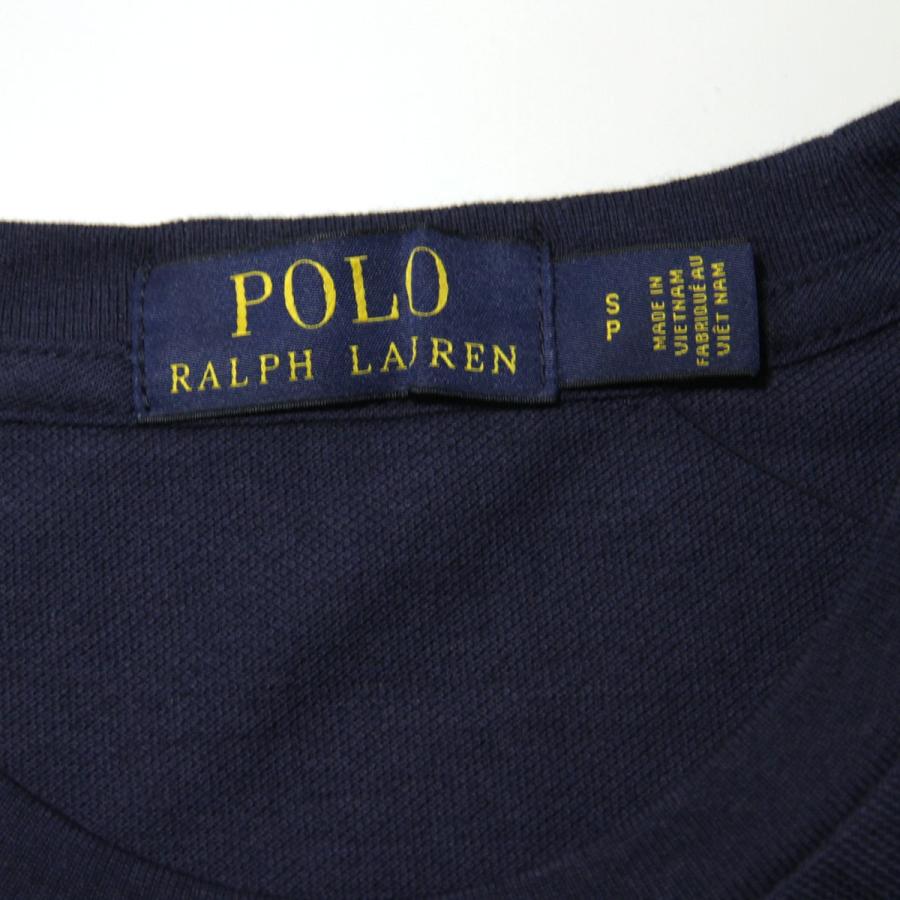 POLO
RALPH LAUREN
S
P
MADE IN
VIETNAM
FABRIQUÉ AU
VIÊT NAM